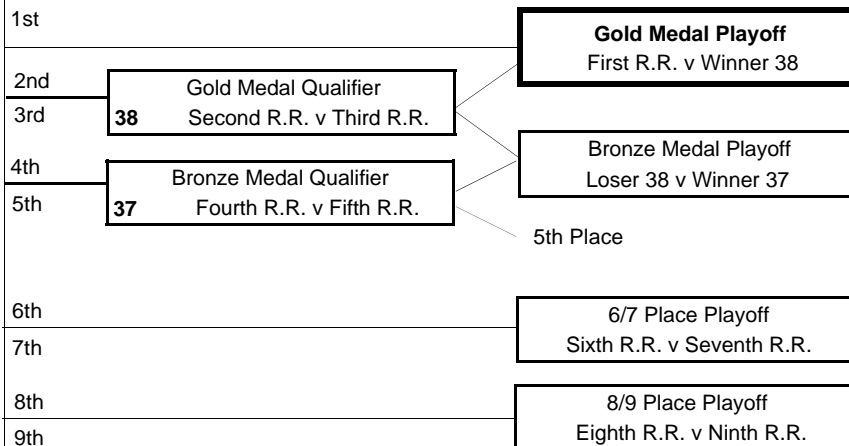 1st
Gold Medal Playoff
First R.R. v Winner 38
2nd
3rd
Gold Medal Qualifier
38 Second R.R. v Third R.R.
4th
5th
Bronze Medal Qualifier
37 Fourth R.R. v Fifth R.R.
Bronze Medal Playoff
Loser 38 v Winner 37
5th Place
6th
7th
6/7 Place Playoff
Sixth R.R. v Seventh R.R.
8th
9th
8/9 Place Playoff
Eighth R.R. v Ninth R.R.